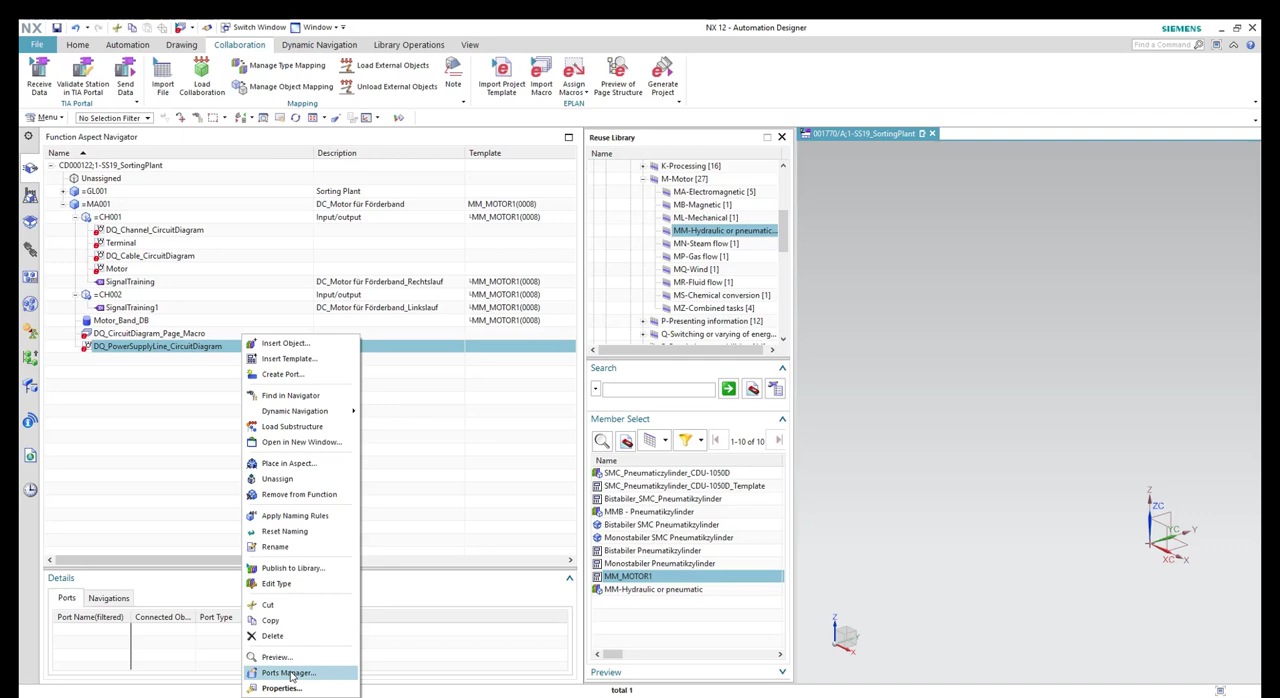 NX
Switch Window
Window
NX 12 - Automation Designer
SIEMENS
File
Home
Automation
Drawing
Collaboration
Dynamic Navigation
Library Operations
View
Find a Command
Receive Data
Validate Station in TIA Portal
Send Data
TIA Portal
Import File
Load Collaboration
Manage Type Mapping
Manage Object Mapping
Load External Objects
Unload External Objects
Note
Mapping
Import Project Template
Import Macro
Assign Macros
Preview of Page Structure
Generate Project
EPLAN
Menu
No Selection Filter
Function Aspect Navigator
Name
Description
Template
CD000122;1-SS19_SortingPlant
Unassigned
=GL001
Sorting Plant
=MA001
DC_Motor für Förderband
MM_MOTOR1(0008)
=CH001
Input/output
└MM_MOTOR1(0008)
DQ_Channel_CircuitDiagram
Terminal
DQ_Cable_CircuitDiagram
Motor
SignalTraining
DC_Motor für Förderband_Rechtslauf
└MM_MOTOR1(0008)
=CH002
Input/output
└MM_MOTOR1(0008)
SignalTraining1
DC_Motor für Förderband_Linkslauf
└MM_MOTOR1(0008)
Motor_Band_DB
└MM_MOTOR1(0008)
DQ_CircuitDiagram_Page_Macro
DQ_PowerSupplyLine_CircuitDiagram
Insert Object...
Insert Template...
Create Port...
Find in Navigator
Dynamic Navigation
Load Substructure
Open in New Window...
Place in Aspect...
Unassign
Remove from Function
Apply Naming Rules
Reset Naming
Rename
Publish to Library...
Edit Type
Cut
Copy
Delete
Preview...
Ports Manager...
Properties...
Details
Ports
Navigations
Port Name(filtered)
Connected Ob...
Port Type
Reuse Library
Name
K-Processing [16]
M-Motor [27]
MA-Electromagnetic [5]
MB-Magnetic [1]
ML-Mechanical [1]
MM-Hydraulic or pneumatic...
MN-Steam flow [1]
MP-Gas flow [1]
MQ-Wind [1]
MR-Fluid flow [1]
MS-Chemical conversion [1]
MZ-Combined tasks [4]
P-Presenting information [12]
Q-Switching or varying of energ...
Search
Member Select
1-10 of 10
Name
SMC_Pneumaticzylinder_CDU-1050D
SMC_Pneumaticzylinder_CDU-1050D_Template
Bistabiler_SMC_Pneumatikzylinder
MMB - Pneumatikzylinder
Bistabiler SMC Pneumatikzylinder
Monostabiler SMC Pneumatikzylinder
Bistabiler Pneumatikzylinder
Monostabiler Pneumatikzylinder
MM_MOTOR1
MM-Hydraulic or pneumatic
Preview
total 1
001770/A;1-SS19_SortingPlant
Z
ZC
YC
Y
XC
X
Z
X